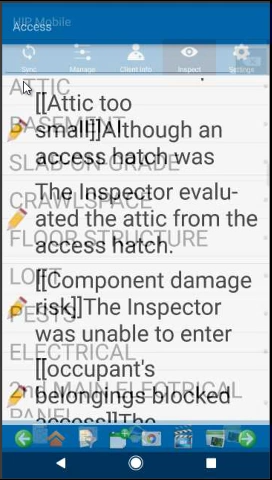 HIP Mobile
Access
Sync
Manage
Client Info
Inspect
Settings
ATTIC
[[Attic too
BASEMENT
small]]Although an
access hatch was
SLAB ON GRADE
The Inspector evalu-
CRAWLSPACE
ated the attic from the
FLOOR STRUCTURE
access hatch.
LOFT
[[Component damage
risk]]The Inspector
PESTS
was unable to enter
ELECTRICAL
[[occupant's
2nd MAIN ELECTRICAL
belongings blocked
PANEL
access]]The